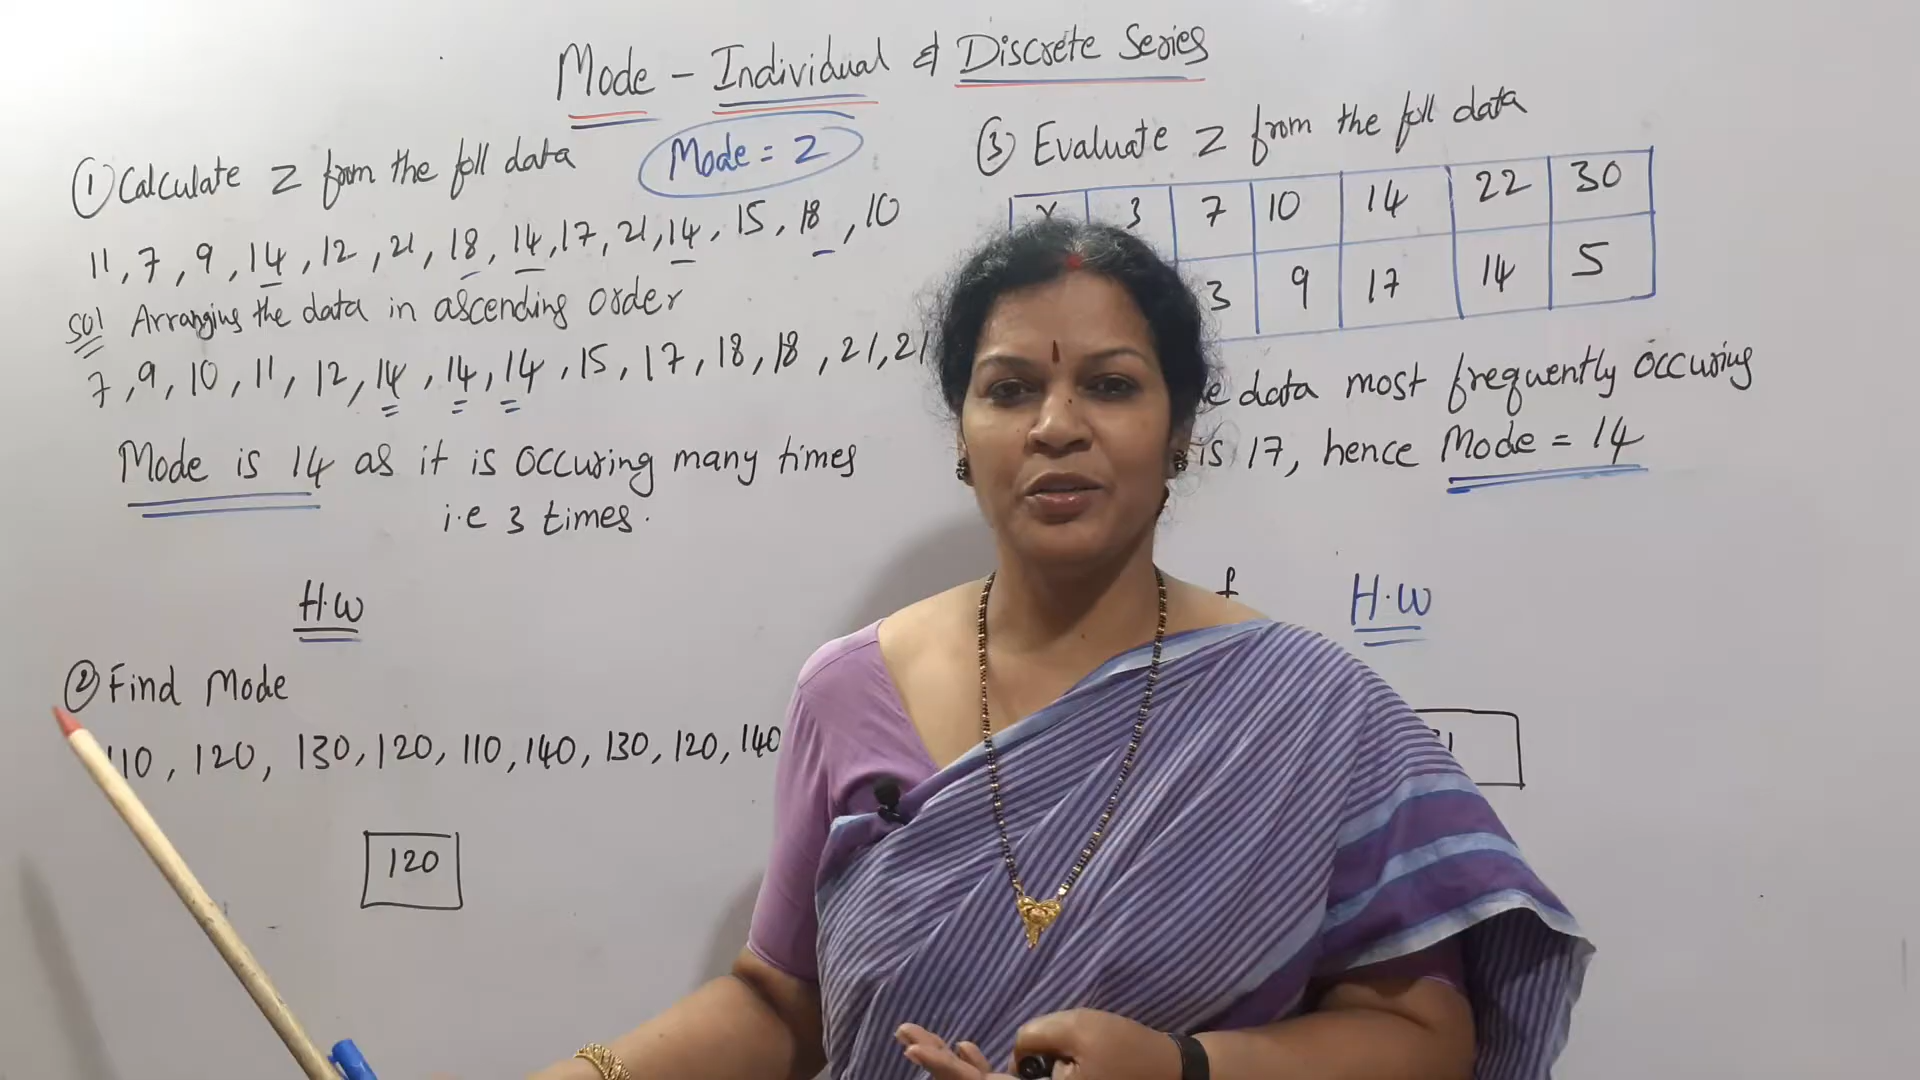 Mode - Individual & Discrete Series
① Calculate Z from the foll data
Mode = Z
11, 7, 9, 14, 12, 21, 18, 14, 17, 21, 14, 15, 18, 10
Sol Arranging the data in ascending order
7, 9, 10, 11, 12, 14, 14, 14, 15, 17, 18, 18, 21, 21
Mode is 14 as it is occuring many times
i.e 3 times.
H.W
② Find Mode
110, 120, 130, 120, 110, 140, 130, 120, 140
120
③ Evaluate Z from the foll data
X 3 7 10 14 22 30
3 9 17 14 5
data most frequently occuring
is 17, hence Mode = 14
f H.W